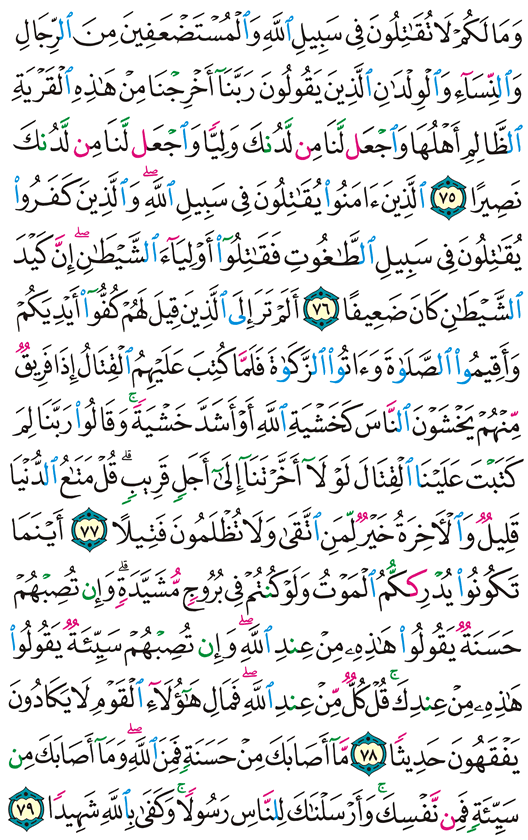 وَمَا لَكُمْ لَا تُقَـٰتِلُونَ فِى سَبِيلِ ٱللَّهِ وَٱلْمُسْتَضْعَفِينَ مِنَ ٱلرِّجَالِ
وَٱلنِّسَآءِ وَٱلْوِلْدَٰنِ ٱلَّذِينَ يَقُولُونَ رَبَّنَآ أَخْرِجْنَا مِنْ هَـٰذِهِ ٱلْقَرْيَةِ
ٱلظَّالِمِ أَهْلُهَا وَٱجْعَل لَّنَا مِن لَّدُنكَ وَلِيًّا وَٱجْعَل لَّنَا مِن لَّدُنكَ
نَصِيرًا ٧٥ ٱلَّذِينَ ءَامَنُوا۟ يُقَـٰتِلُونَ فِى سَبِيلِ ٱللَّهِ ۖ وَٱلَّذِينَ كَفَرُوا۟
يُقَـٰتِلُونَ فِى سَبِيلِ ٱلطَّـٰغُوتِ فَقَـٰتِلُوٓا۟ أَوْلِيَآءَ ٱلشَّيْطَـٰنِ ۖ إِنَّ كَيْدَ
ٱلشَّيْطَـٰنِ كَانَ ضَعِيفًا ٧٦ أَلَمْ تَرَ إِلَى ٱلَّذِينَ قِيلَ لَهُمْ كُفُّوٓا۟ أَيْدِيَكُمْ
وَأَقِيمُوا۟ ٱلصَّلَوٰةَ وَءَاتُوا۟ ٱلزَّكَوٰةَ فَلَمَّا كُتِبَ عَلَيْهِمُ ٱلْقِتَالُ إِذَا فَرِيقٌ
مِّنْهُمْ يَخْشَوْنَ ٱلنَّاسَ كَخَشْيَةِ ٱللَّهِ أَوْ أَشَدَّ خَشْيَةً ۚ وَقَالُوا۟ رَبَّنَا لِمَ
كَتَبْتَ عَلَيْنَا ٱلْقِتَالَ لَوْلَآ أَخَّرْتَنَآ إِلَىٰٓ أَجَلٍ قَرِيبٍ ۗ قُلْ مَتَـٰعُ ٱلدُّنْيَا
قَلِيلٌ وَٱلْـَٔاخِرَةُ خَيْرٌ لِّمَنِ ٱتَّقَىٰ وَلَا تُظْلَمُونَ فَتِيلًا ٧٧ أَيْنَمَا
تَكُونُوا۟ يُدْرِككُّمُ ٱلْمَوْتُ وَلَوْ كُنتُمْ فِى بُرُوجٍ مُّشَيَّدَةٍ ۗ وَإِن تُصِبْهُمْ
حَسَنَةٌ يَقُولُوا۟ هَـٰذِهِۦ مِنْ عِندِ ٱللَّهِ ۖ وَإِن تُصِبْهُمْ سَيِّئَةٌ يَقُولُوا۟
هَـٰذِهِۦ مِنْ عِندِكَ ۚ قُلْ كُلٌّ مِّنْ عِندِ ٱللَّهِ ۖ فَمَالِ هَـٰٓؤُلَآءِ ٱلْقَوْمِ لَا يَكَادُونَ
يَفْقَهُونَ حَدِيثًا ٧٨ مَّآ أَصَابَكَ مِنْ حَسَنَةٍ فَمِنَ ٱللَّهِ ۖ وَمَآ أَصَابَكَ مِن
سَيِّئَةٍ فَمِن نَّفْسِكَ ۚ وَأَرْسَلْنَـٰكَ لِلنَّاسِ رَسُولًا ۚ وَكَفَىٰ بِٱللَّهِ شَهِيدًا ٧٩